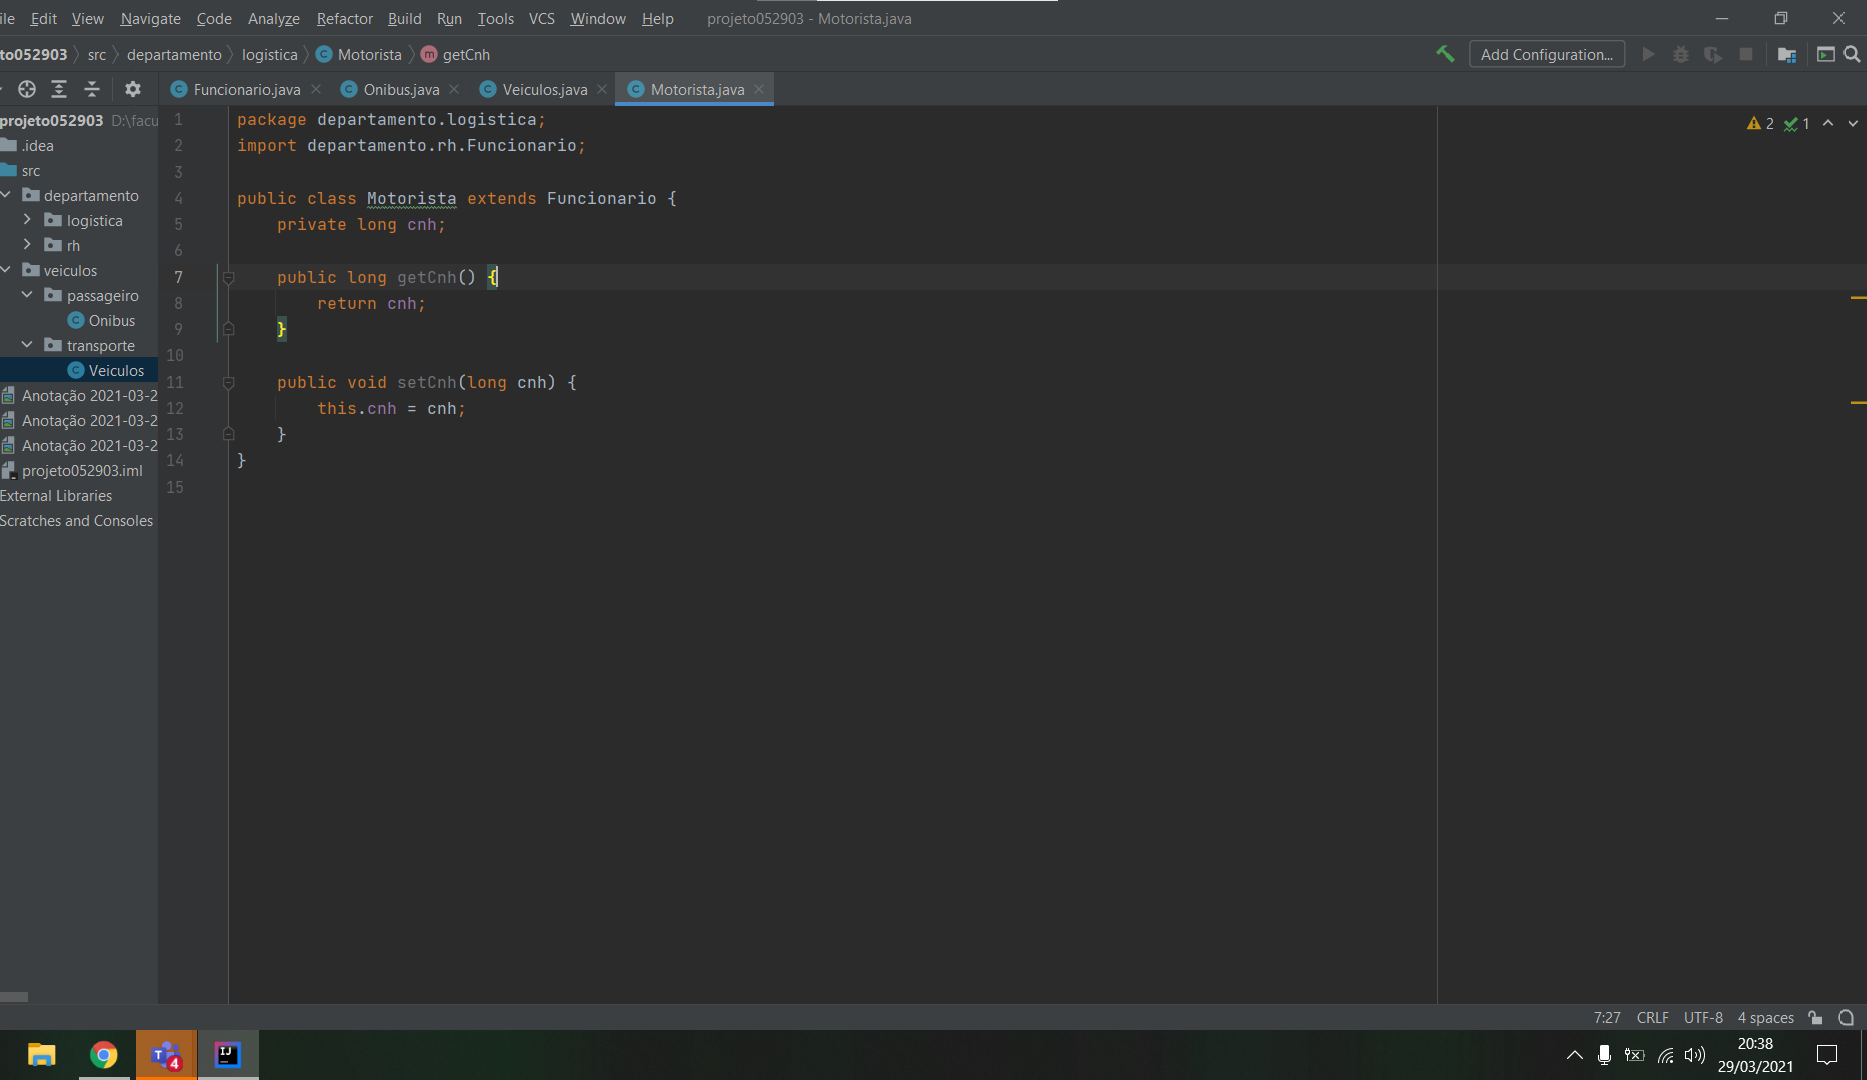 ile Edit View Navigate Code Analyze Refactor Build Run Tools VCS Window Help projeto052903 - Motorista.java
to052903 src departamento logistica Motorista getCnh Add Configuration...
Funcionario.java Onibus.java Veiculos.java Motorista.java
projeto052903 D:\facu
.idea
src
departamento
logistica
rh
veiculos
passageiro
Onibus
transporte
Veiculos
Anotação 2021-03-2
Anotação 2021-03-2
Anotação 2021-03-2
projeto052903.iml
External Libraries
Scratches and Consoles
2 1
1 package departamento.logistica;
2 import departamento.rh.Funcionario;
3
4 public class Motorista extends Funcionario {
5 private long cnh;
6
7 public long getCnh() {
8 return cnh;
9 }
10
11 public void setCnh(long cnh) {
12 this.cnh = cnh;
13 }
14 }
15
7:27 CRLF UTF-8 4 spaces
T 4 IJ
20:38
29/03/2021